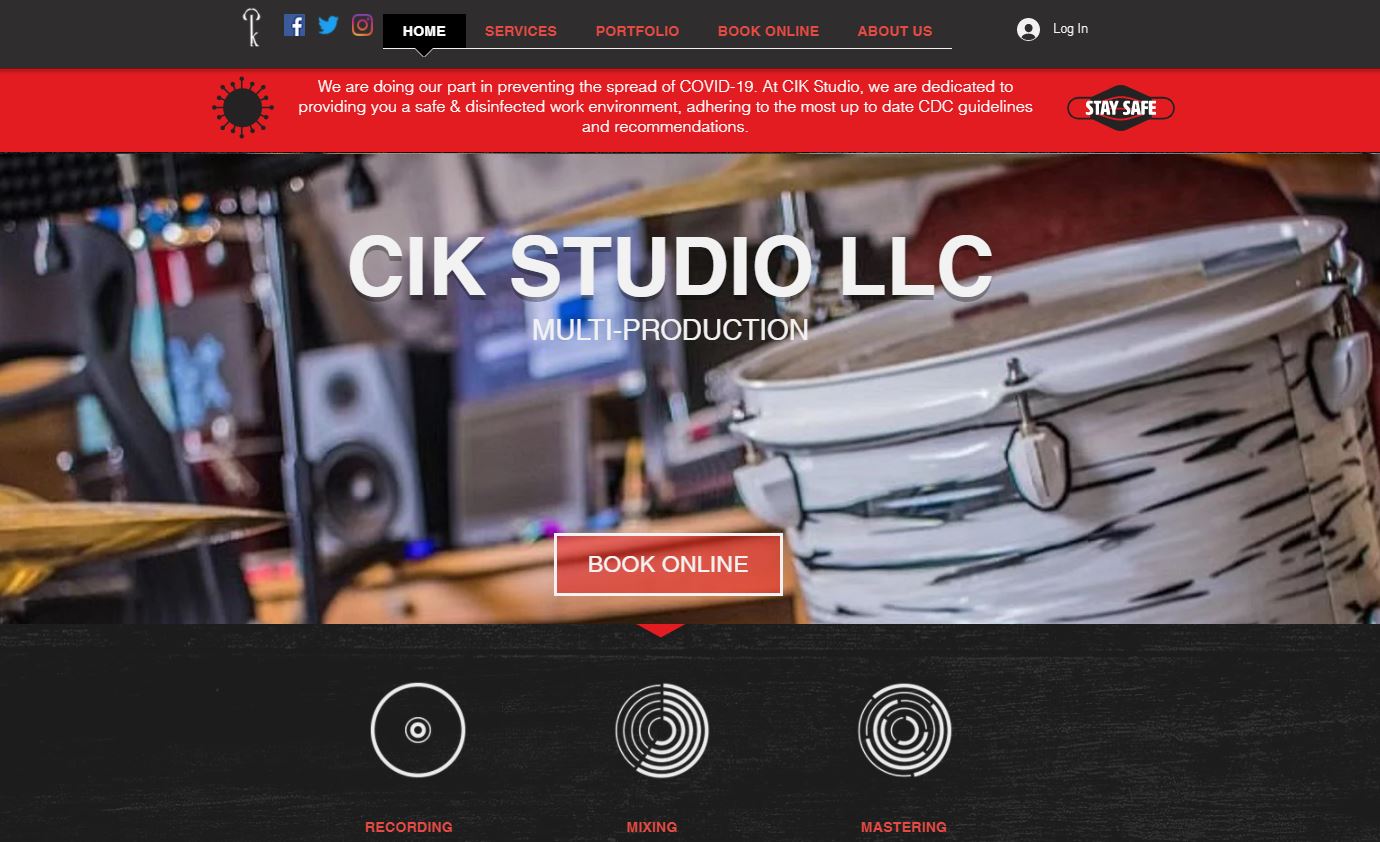 HOME
SERVICES
PORTFOLIO
BOOK ONLINE
ABOUT US
Log In
We are doing our part in preventing the spread of COVID-19. At CIK Studio, we are dedicated to
providing you a safe & disinfected work environment, adhering to the most up to date CDC guidelines
and recommendations.
STAY SAFE
CIK STUDIO LLC
MULTI-PRODUCTION
BOOK ONLINE
RECORDING
MIXING
MASTERING